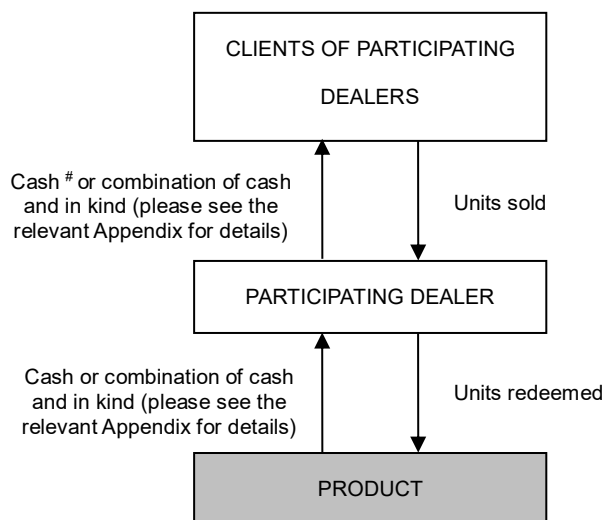 CLIENTS OF PARTICIPATING
DEALERS
Cash # or combination of cash
and in kind (please see the
relevant Appendix for details)
Units sold
PARTICIPATING DEALER
Cash or combination of cash
and in kind (please see the
relevant Appendix for details)
Units redeemed
PRODUCT